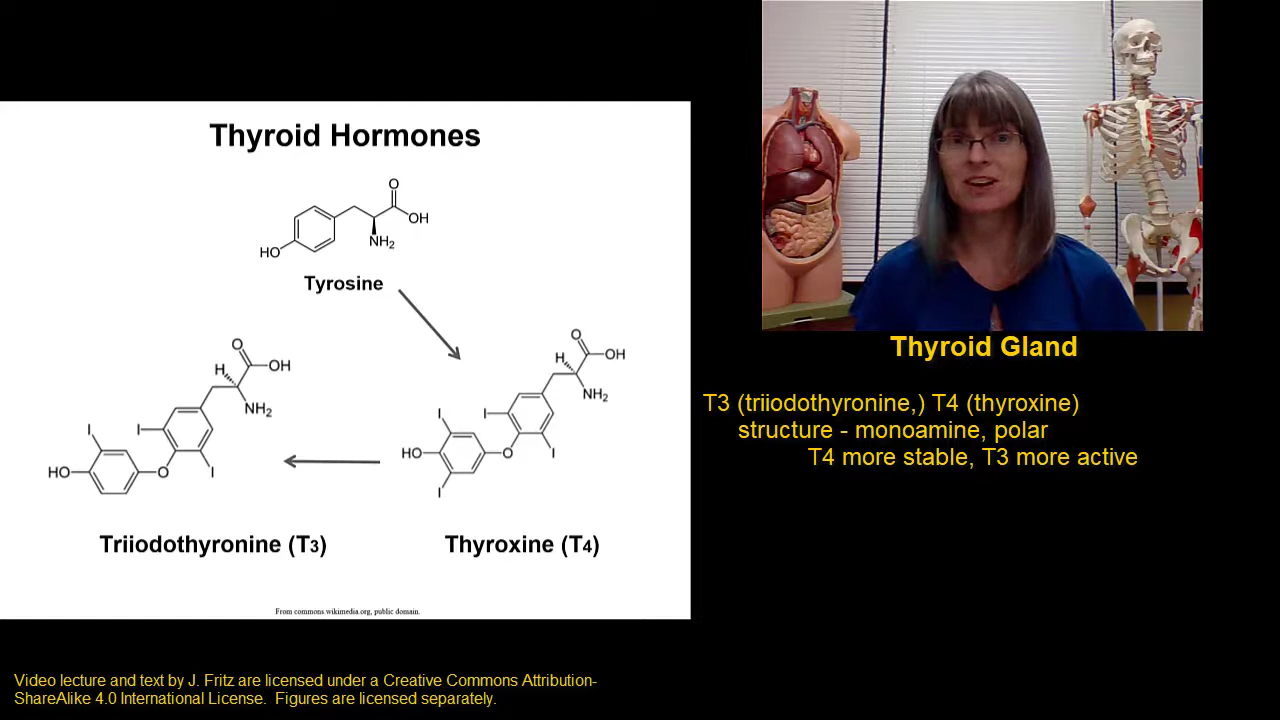 Thyroid Hormones
O
OH
NH2
HO
Tyrosine
O
H
OH
NH2
I
I
I
HO
O
Triiodothyronine (T3)
O
H
OH
NH2
I
I
I
HO
O
I
Thyroxine (T4)
From commons.wikimedia.org, public domain.
Thyroid Gland
T3 (triiodothyronine,) T4 (thyroxine)
structure - monoamine, polar
T4 more stable, T3 more active
Video lecture and text by J. Fritz are licensed under a Creative Commons Attribution-
ShareAlike 4.0 International License.  Figures are licensed separately.